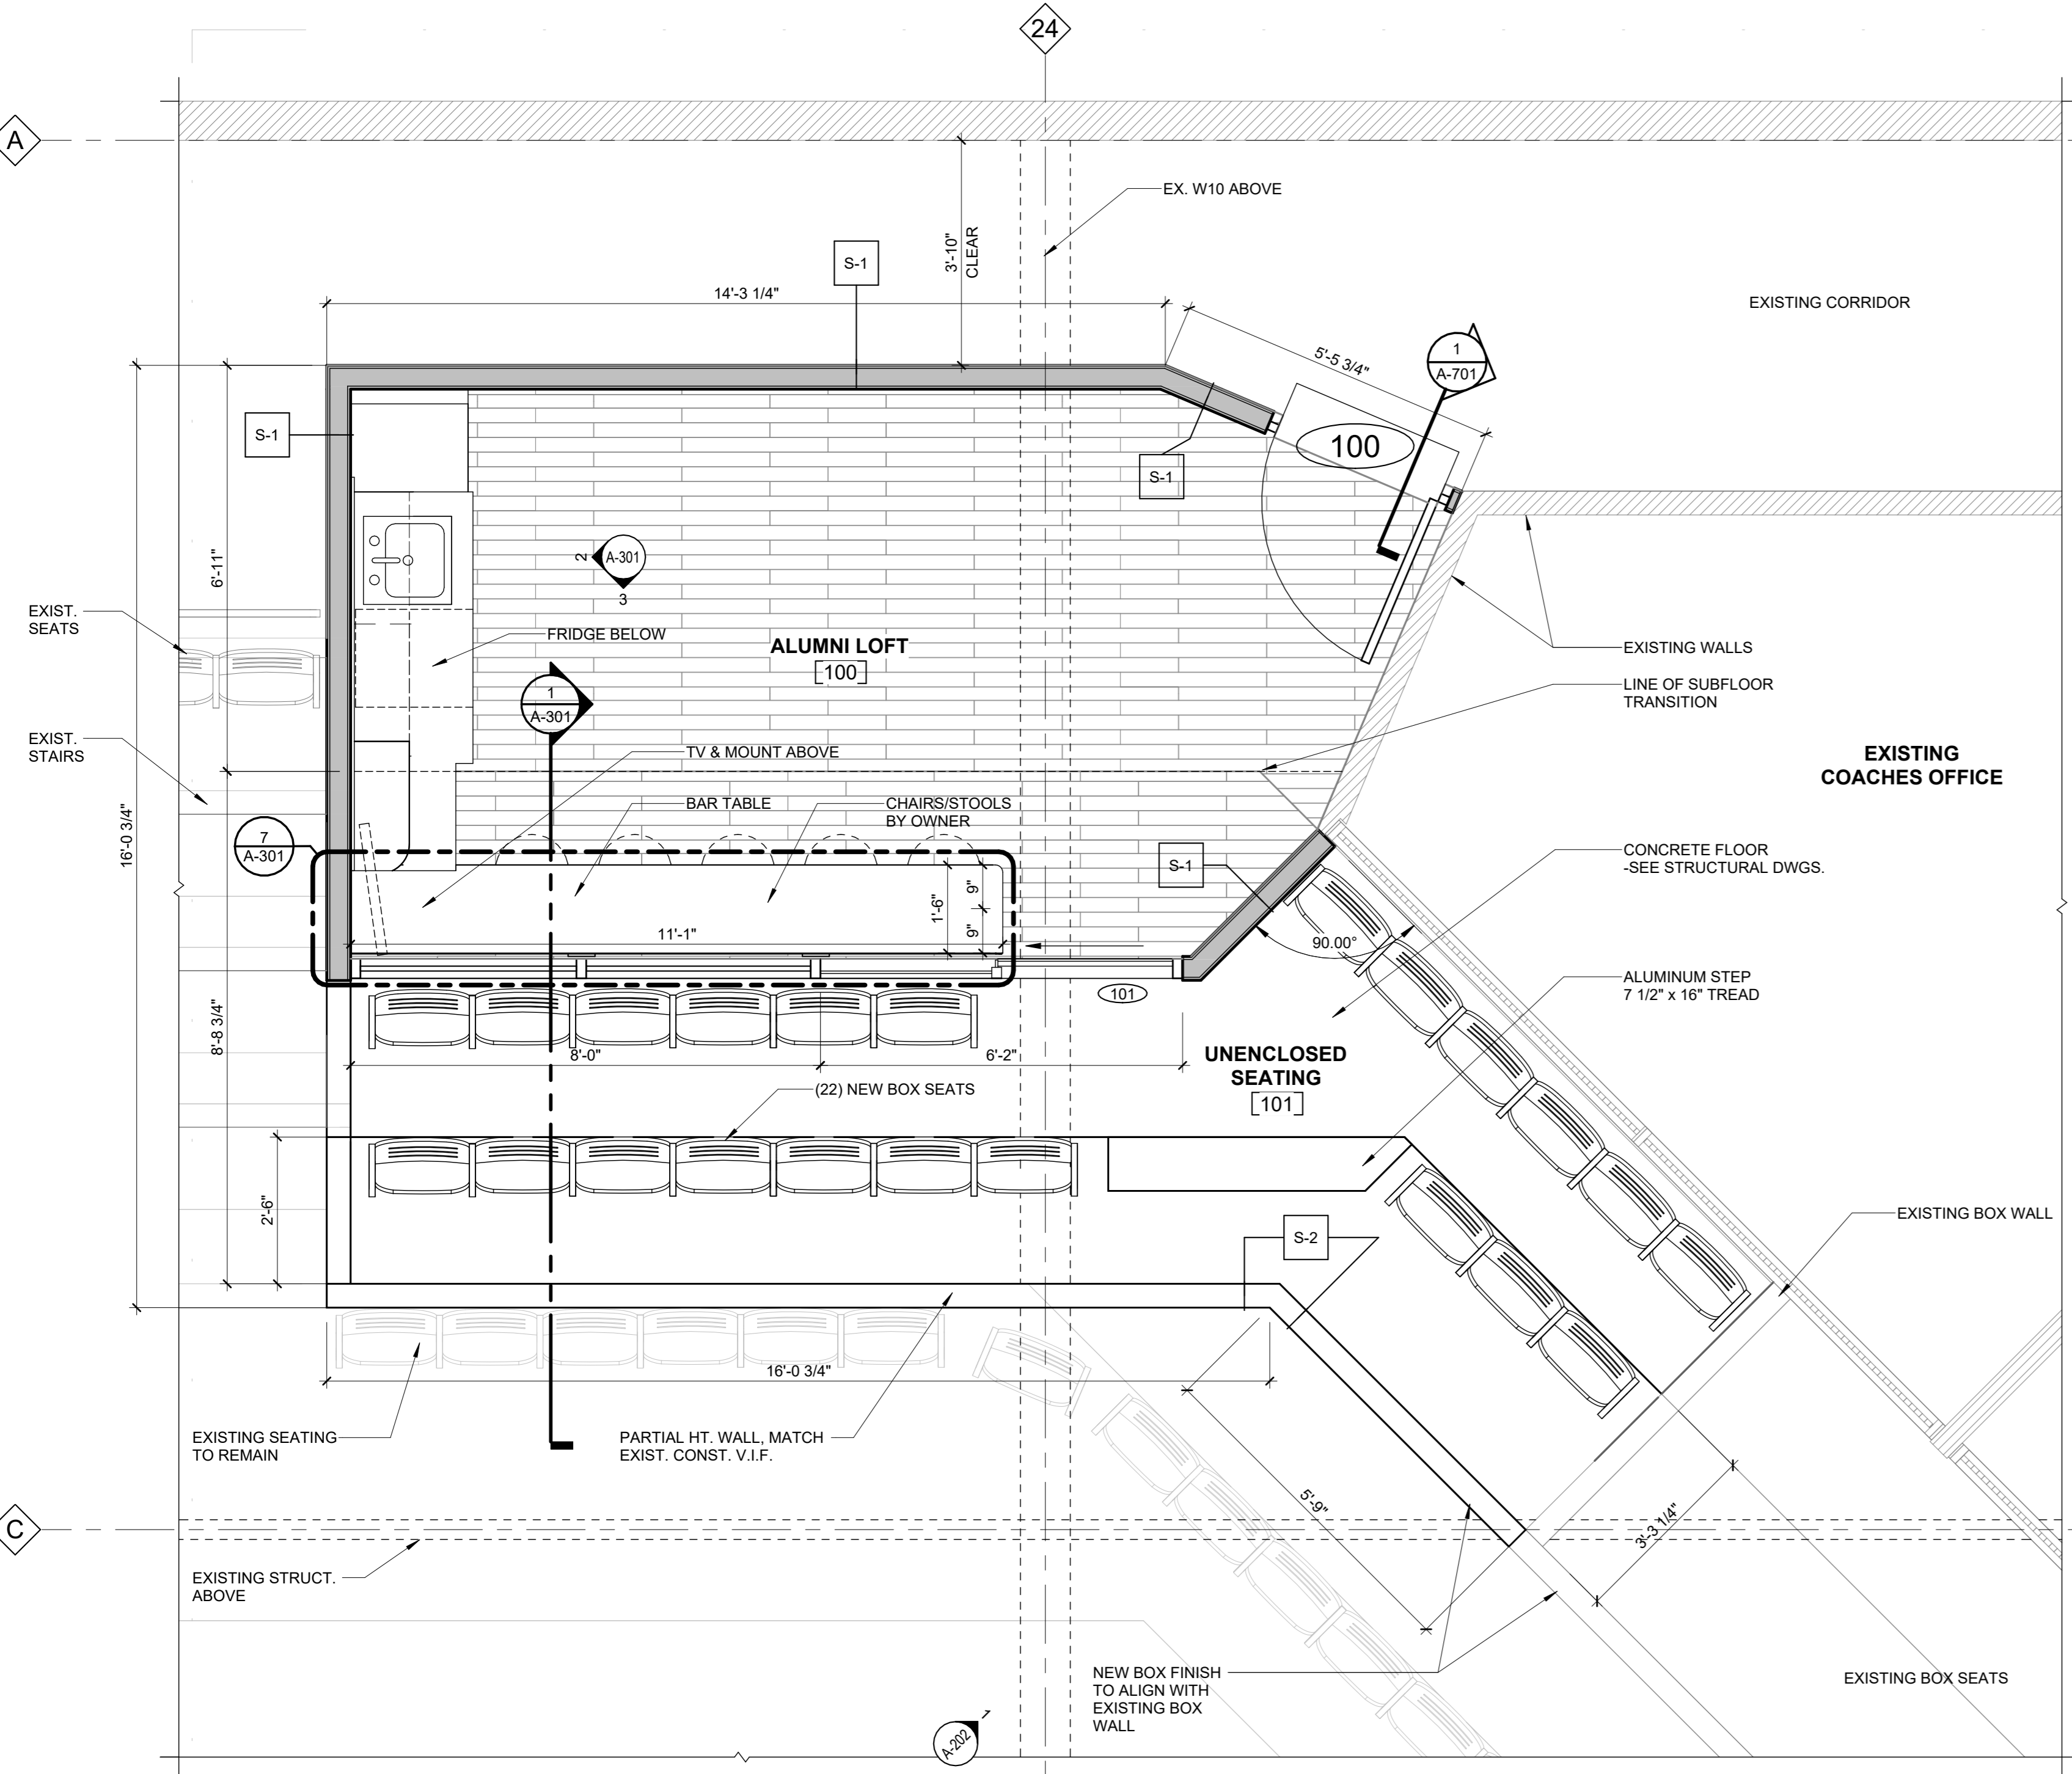 24
A
EX. W10 ABOVE
3'-10"
CLEAR
S-1
14'-3 1/4"
EXISTING CORRIDOR
5'-5 3/4"
1
A-701
S-1
100
S-1
6'-11"
2
A-301
3
EXIST.
SEATS
FRIDGE BELOW
ALUMNI LOFT
[100]
EXISTING WALLS
LINE OF SUBFLOOR
TRANSITION
1
A-301
EXIST.
STAIRS
TV & MOUNT ABOVE
EXISTING
COACHES OFFICE
BAR TABLE
CHAIRS/STOOLS
BY OWNER
16'-0 3/4"
7
A-301
S-1
CONCRETE FLOOR
-SEE STRUCTURAL DWGS.
1'-6"
9"
9"
11'-1"
90.00°
ALUMINUM STEP
7 1/2" x 16" TREAD
101
8'-8 3/4"
8'-0"
6'-2"
UNENCLOSED
SEATING
[101]
(22) NEW BOX SEATS
2'-6"
S-2
EXISTING BOX WALL
16'-0 3/4"
EXISTING SEATING
TO REMAIN
PARTIAL HT. WALL, MATCH
EXIST. CONST. V.I.F.
5'-9"
3'-3 1/4"
C
EXISTING STRUCT.
ABOVE
NEW BOX FINISH
TO ALIGN WITH
EXISTING BOX
WALL
EXISTING BOX SEATS
1
A-202